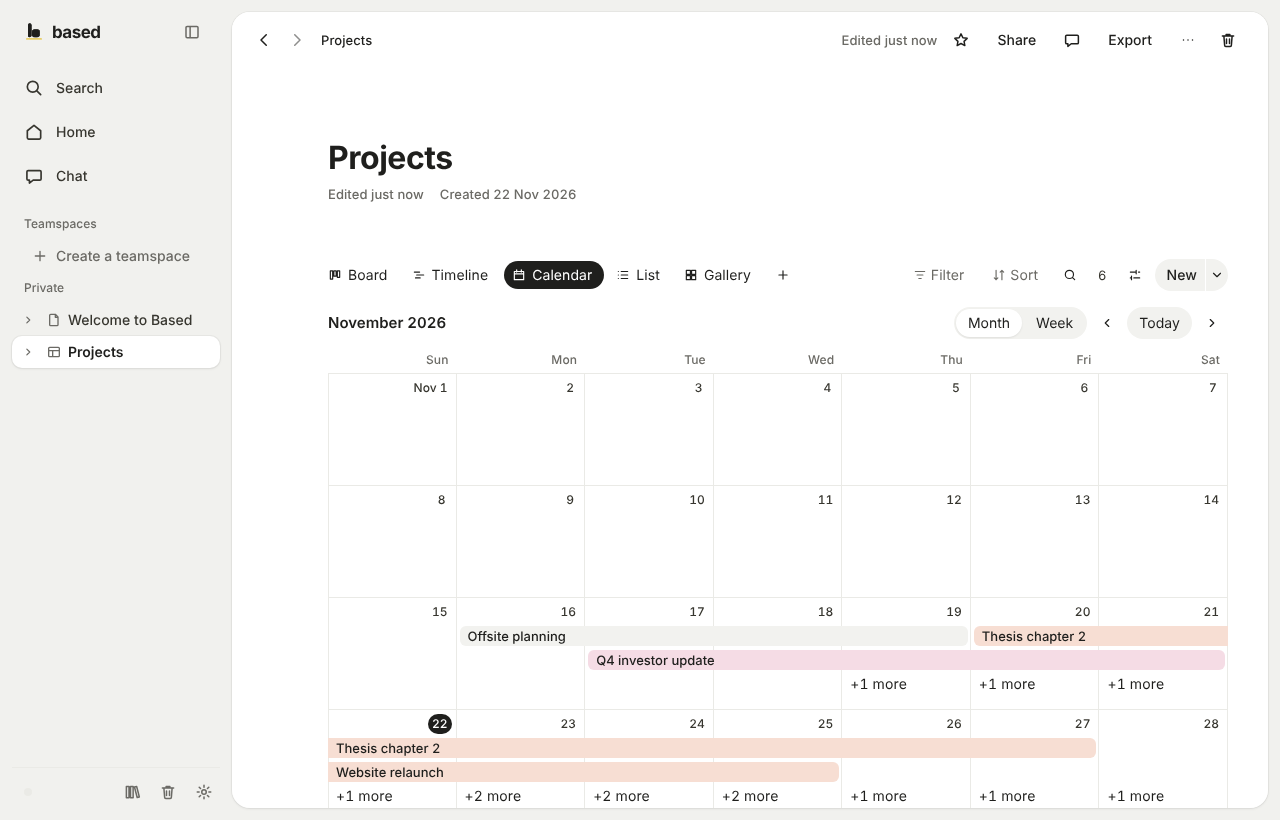 based
Search
Home
Chat
Teamspaces
Create a teamspace
Private
Welcome to Based
Projects
Projects
Edited just now
Share
Export
Projects
Edited just now Created 22 Nov 2026
Board Timeline Calendar List Gallery
Filter Sort 6 New
November 2026
Month Week Today
Sun Mon Tue Wed Thu Fri Sat
Nov 1 2 3 4 5 6 7
8 9 10 11 12 13 14
15 16 17 18 19 20 21
Offsite planning Thesis chapter 2
Q4 investor update
+1 more +1 more +1 more
22 23 24 25 26 27 28
Thesis chapter 2
Website relaunch
+1 more +2 more +2 more +2 more +1 more +1 more +1 more